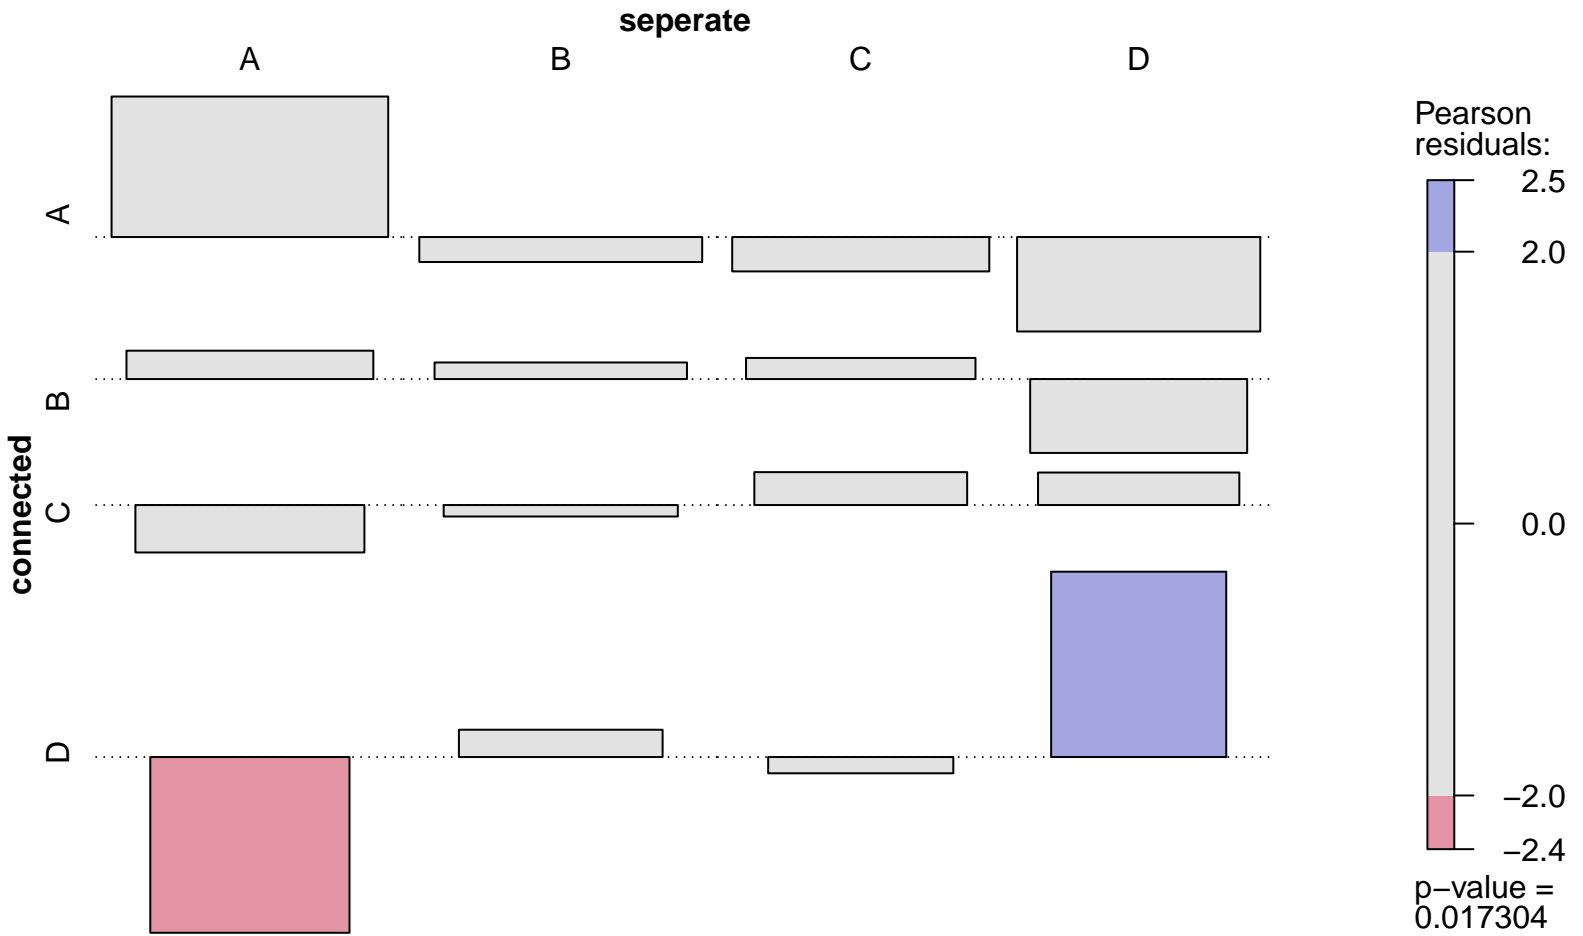 seperate
A B C D
A
B
C
D
connected
Pearson
residuals:
2.5
2.0
0.0
−2.0
−2.4
p−value =
0.017304